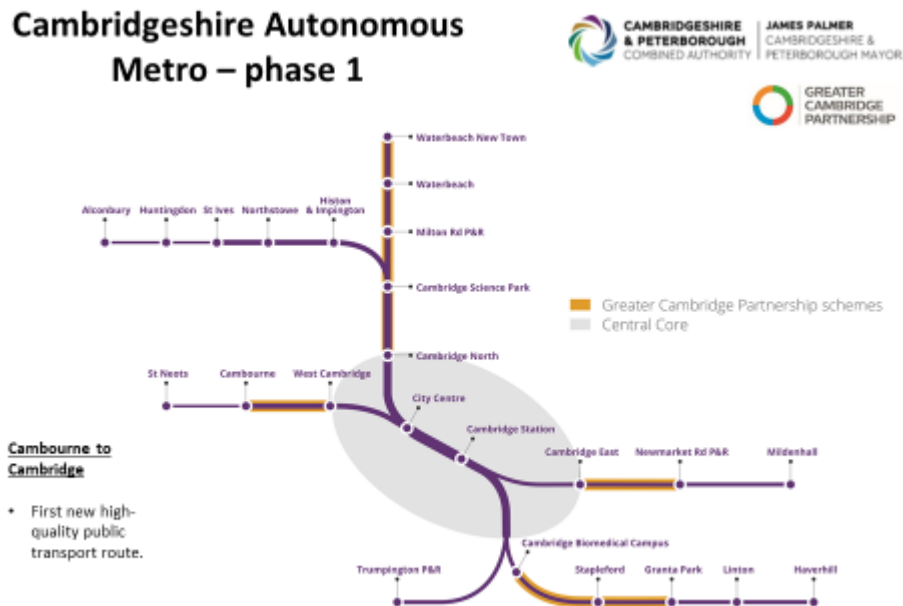 Cambridgeshire Autonomous
Metro – phase 1
CAMBRIDGESHIRE
& PETERBOROUGH
COMBINED AUTHORITY
JAMES PALMER
CAMBRIDGESHIRE &
PETERBOROUGH MAYOR
GREATER
CAMBRIDGE
PARTNERSHIP
Waterbeach New Town
Waterbeach
Alconbury
Huntingdon
St Ives
Northstowe
Histon
& Impington
Milton Rd P&R
Cambridge Science Park
Greater Cambridge Partnership schemes
Central Core
Cambridge North
St Neots
Cambourne
West Cambridge
City Centre
Cambridge Station
Cambourne to
Cambridge
• First new high-
quality public
transport route.
Cambridge East
Newmarket Rd P&R
Mildenhall
Cambridge Biomedical Campus
Trumpington P&R
Stapleford
Granta Park
Linton
Haverhill